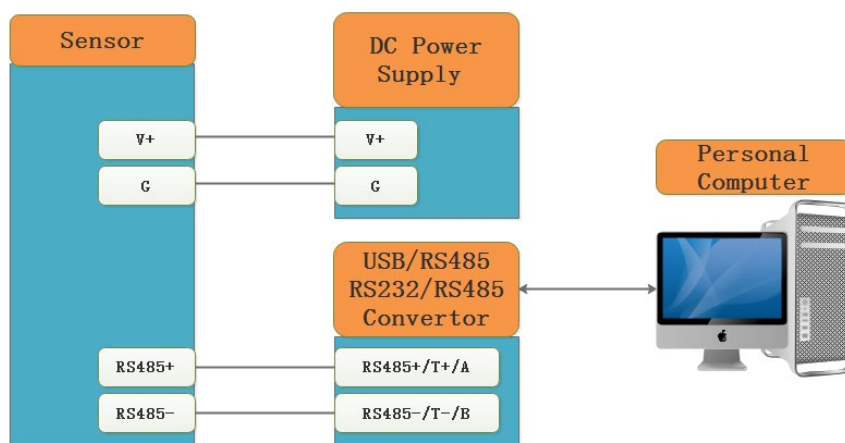 Sensor
V+
G
RS485+
RS485-
DC Power
Supply
V+
G
USB/RS485
RS232/RS485
Convertor
RS485+/T+/A
RS485-/T-/B
Personal
Computer